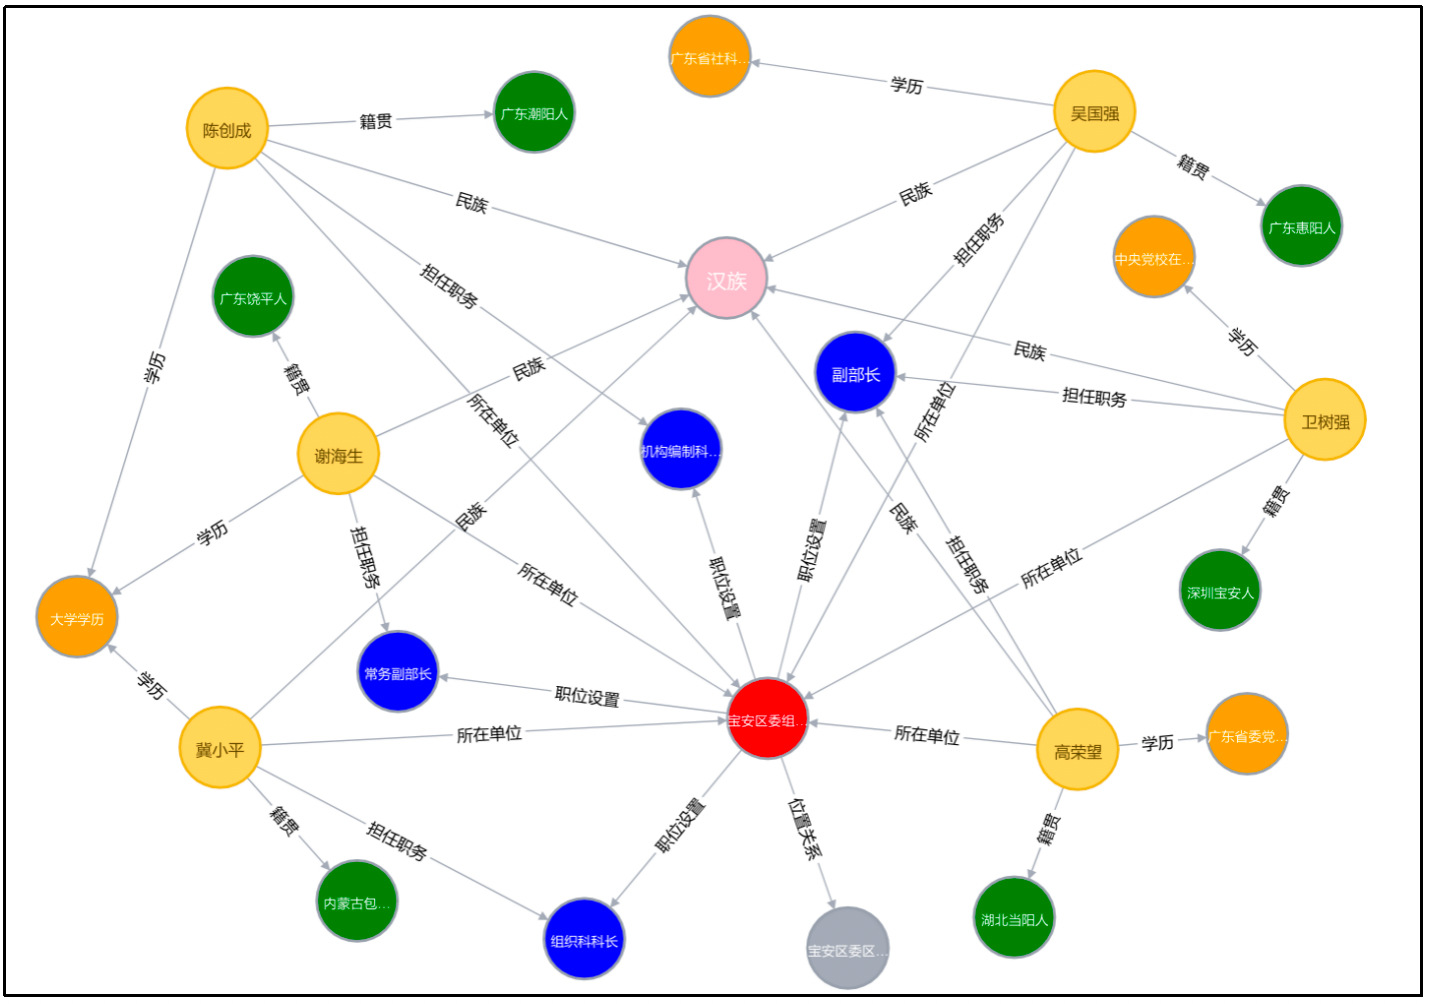 广东省社科...
学历
吴国强
广东潮阳人
籍贯
陈创成
籍贯
民族
民族
广东惠阳人
担任职务
中央党校在...
汉族
担任职务
广东饶平人
学历
民族
学历
民族
副部长
籍贯
担任职务
所在单位
所在单位
卫树强
机构编制科...
谢海生
籍贯
民族
民族
学历
担任职务
职位设置
担任职务
所在单位
所在单位
职位设置
深圳宝安人
大学学历
常务副部长
学历
职位设置
宝安区委组...
所在单位
所在单位
学历
广东省委党...
冀小平
高荣望
籍贯
担任职务
职位设置
位置关系
籍贯
内蒙古包...
湖北当阳人
组织科科长
宝安区委区...